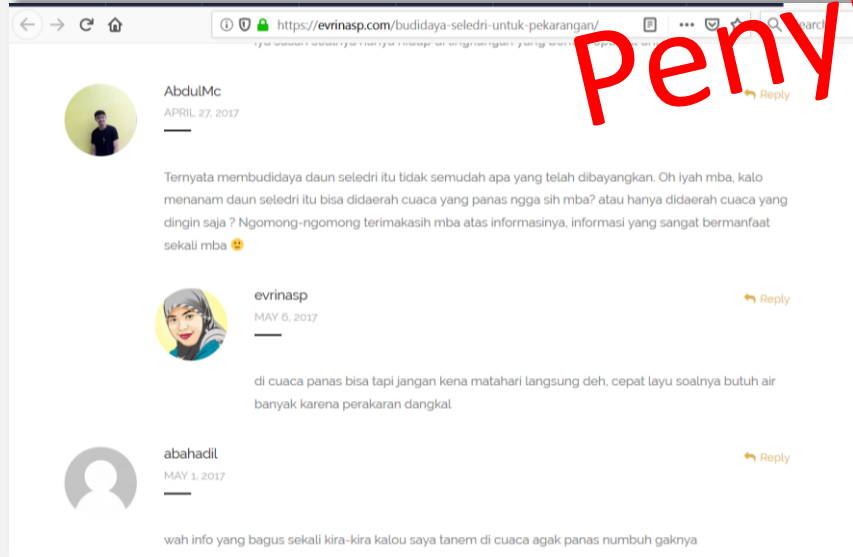 https://evrinasp.com/budidaya-seledri-untuk-pekarangan/
Peny
AbdulMc
Reply
APRIL 27, 2017
Ternyata membudidaya daun seledri itu tidak semudah apa yang telah dibayangkan. Oh iyah mba, kalo
menanam daun seledri itu bisa didaerah cuaca yang panas ngga sih mba? atau hanya didaerah cuaca yang
dingin saja ? Ngomong-ngomong terimakasih mba atas informasinya, informasi yang sangat bermanfaat
sekali mba 🙂
evrinasp
Reply
MAY 6, 2017
di cuaca panas bisa tapi jangan kena matahari langsung deh, cepat layu soalnya butuh air
banyak karena perakaran dangkal
abahadil
Reply
MAY 1, 2017
wah info yang bagus sekali kira-kira kalou saya tanem di cuaca agak panas numbuh gaknya